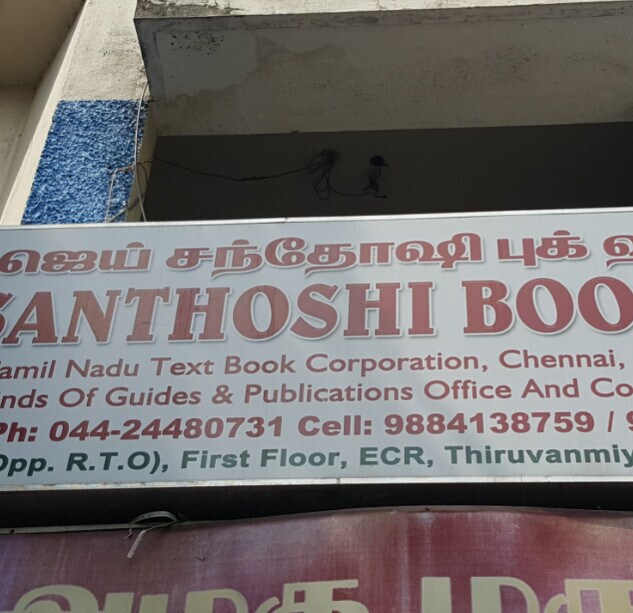 ஜெய் சந்தோஷி புக்
SANTHOSHI BOO
Tamil Nadu Text Book Corporation, Chennai,
nds Of Guides & Publications Office And Co
Ph: 044-24480731 Cell: 9884138759 /
Opp. R.T.O), First Floor, ECR, Thiruvanmiy